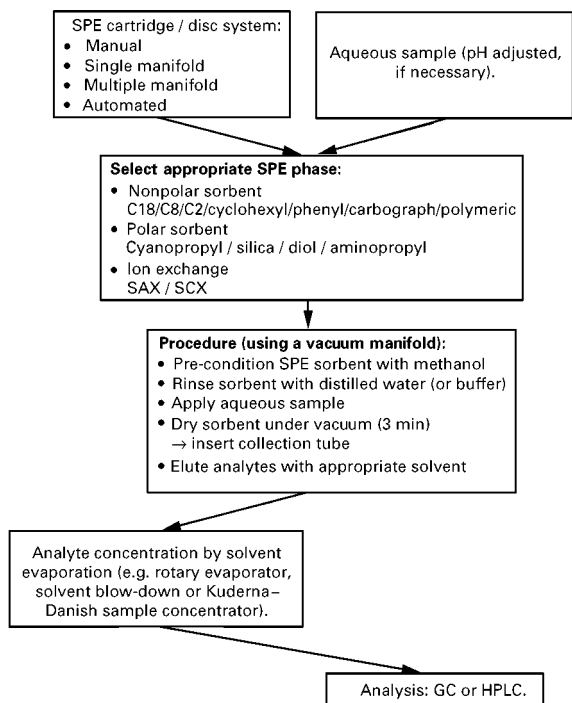 SPE cartridge / disc system:
• Manual
• Single manifold
• Multiple manifold
• Automated
Aqueous sample (pH adjusted,
if necessary).
Select appropriate SPE phase:
• Nonpolar sorbent
C18/C8/C2/cyclohexyl/phenyl/carbograph/polymeric
• Polar sorbent
Cyanopropyl / silica / diol / aminopropyl
• Ion exchange
SAX / SCX
Procedure (using a vacuum manifold):
• Pre-condition SPE sorbent with methanol
• Rinse sorbent with distilled water (or buffer)
• Apply aqueous sample
• Dry sorbent under vacuum (3 min)
→ insert collection tube
• Elute analytes with appropriate solvent
Analyte concentration by solvent
evaporation (e.g. rotary evaporator,
solvent blow-down or Kuderna–
Danish sample concentrator).
Analysis: GC or HPLC.